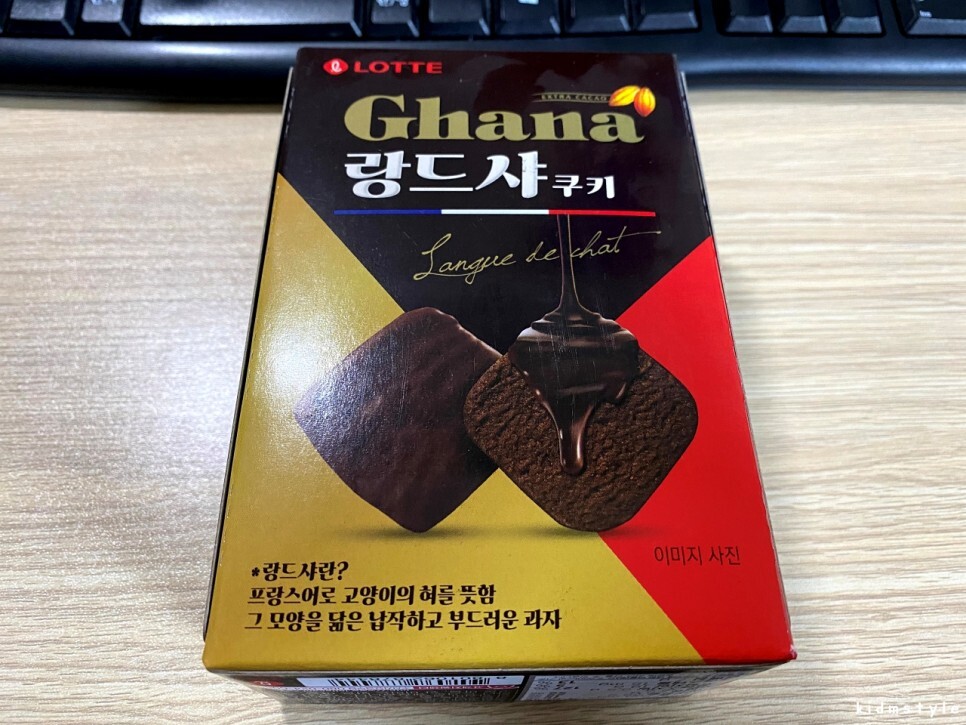 LOTTE
EXTRA CACAO
Ghana
랑드샤 쿠키
Langue de chat
이미지 사진
*랑드샤란?
프랑스어로 고양이의 혀를 뜻함
그 모양을 닮은 납작하고 부드러운 과자
kidmstyle